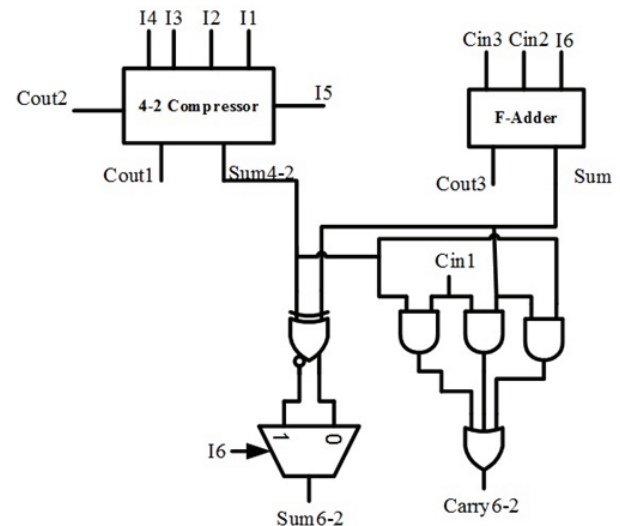 I4 I3 I2 I1
Cin3 Cin2 I6
Cout2
4-2 Compressor
I5
F-Adder
Cout1
Sum4-2
Cout3
Sum
Cin1
1 0
I6
Sum6-2
Carry6-2